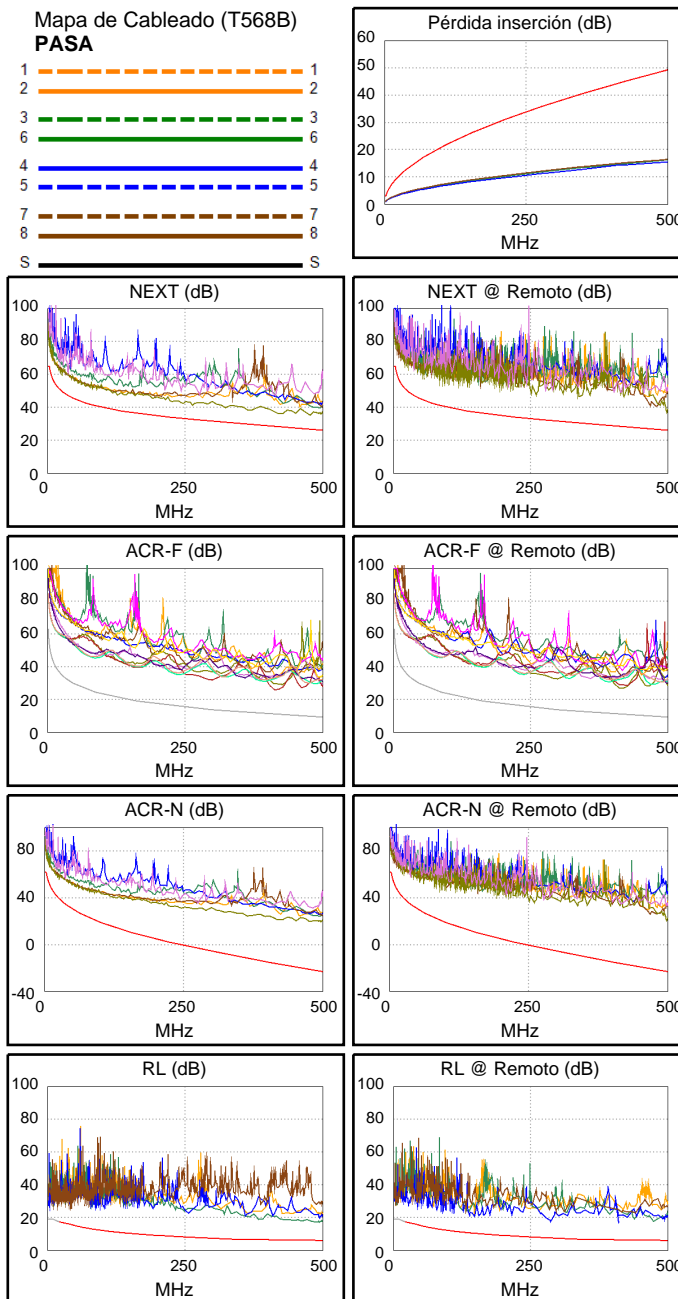 Mapa de Cableado (T568B)
PASA
1 1
2 2
3 3
6 6
4 4
5 5
7 7
8 8
S S
Pérdida inserción (dB)
60
50
40
30
20
10
0
0 250 500
MHz
NEXT (dB)
100
80
60
40
20
0
0 250 500
MHz
NEXT @ Remoto (dB)
100
80
60
40
20
0
0 250 500
MHz
ACR-F (dB)
100
80
60
40
20
0
0 250 500
MHz
ACR-F @ Remoto (dB)
100
80
60
40
20
0
0 250 500
MHz
ACR-N (dB)
80
40
0
-40
0 250 500
MHz
ACR-N @ Remoto (dB)
80
40
0
-40
0 250 500
MHz
RL (dB)
100
80
60
40
20
0
0 250 500
MHz
RL @ Remoto (dB)
100
80
60
40
20
0
0 250 500
MHz